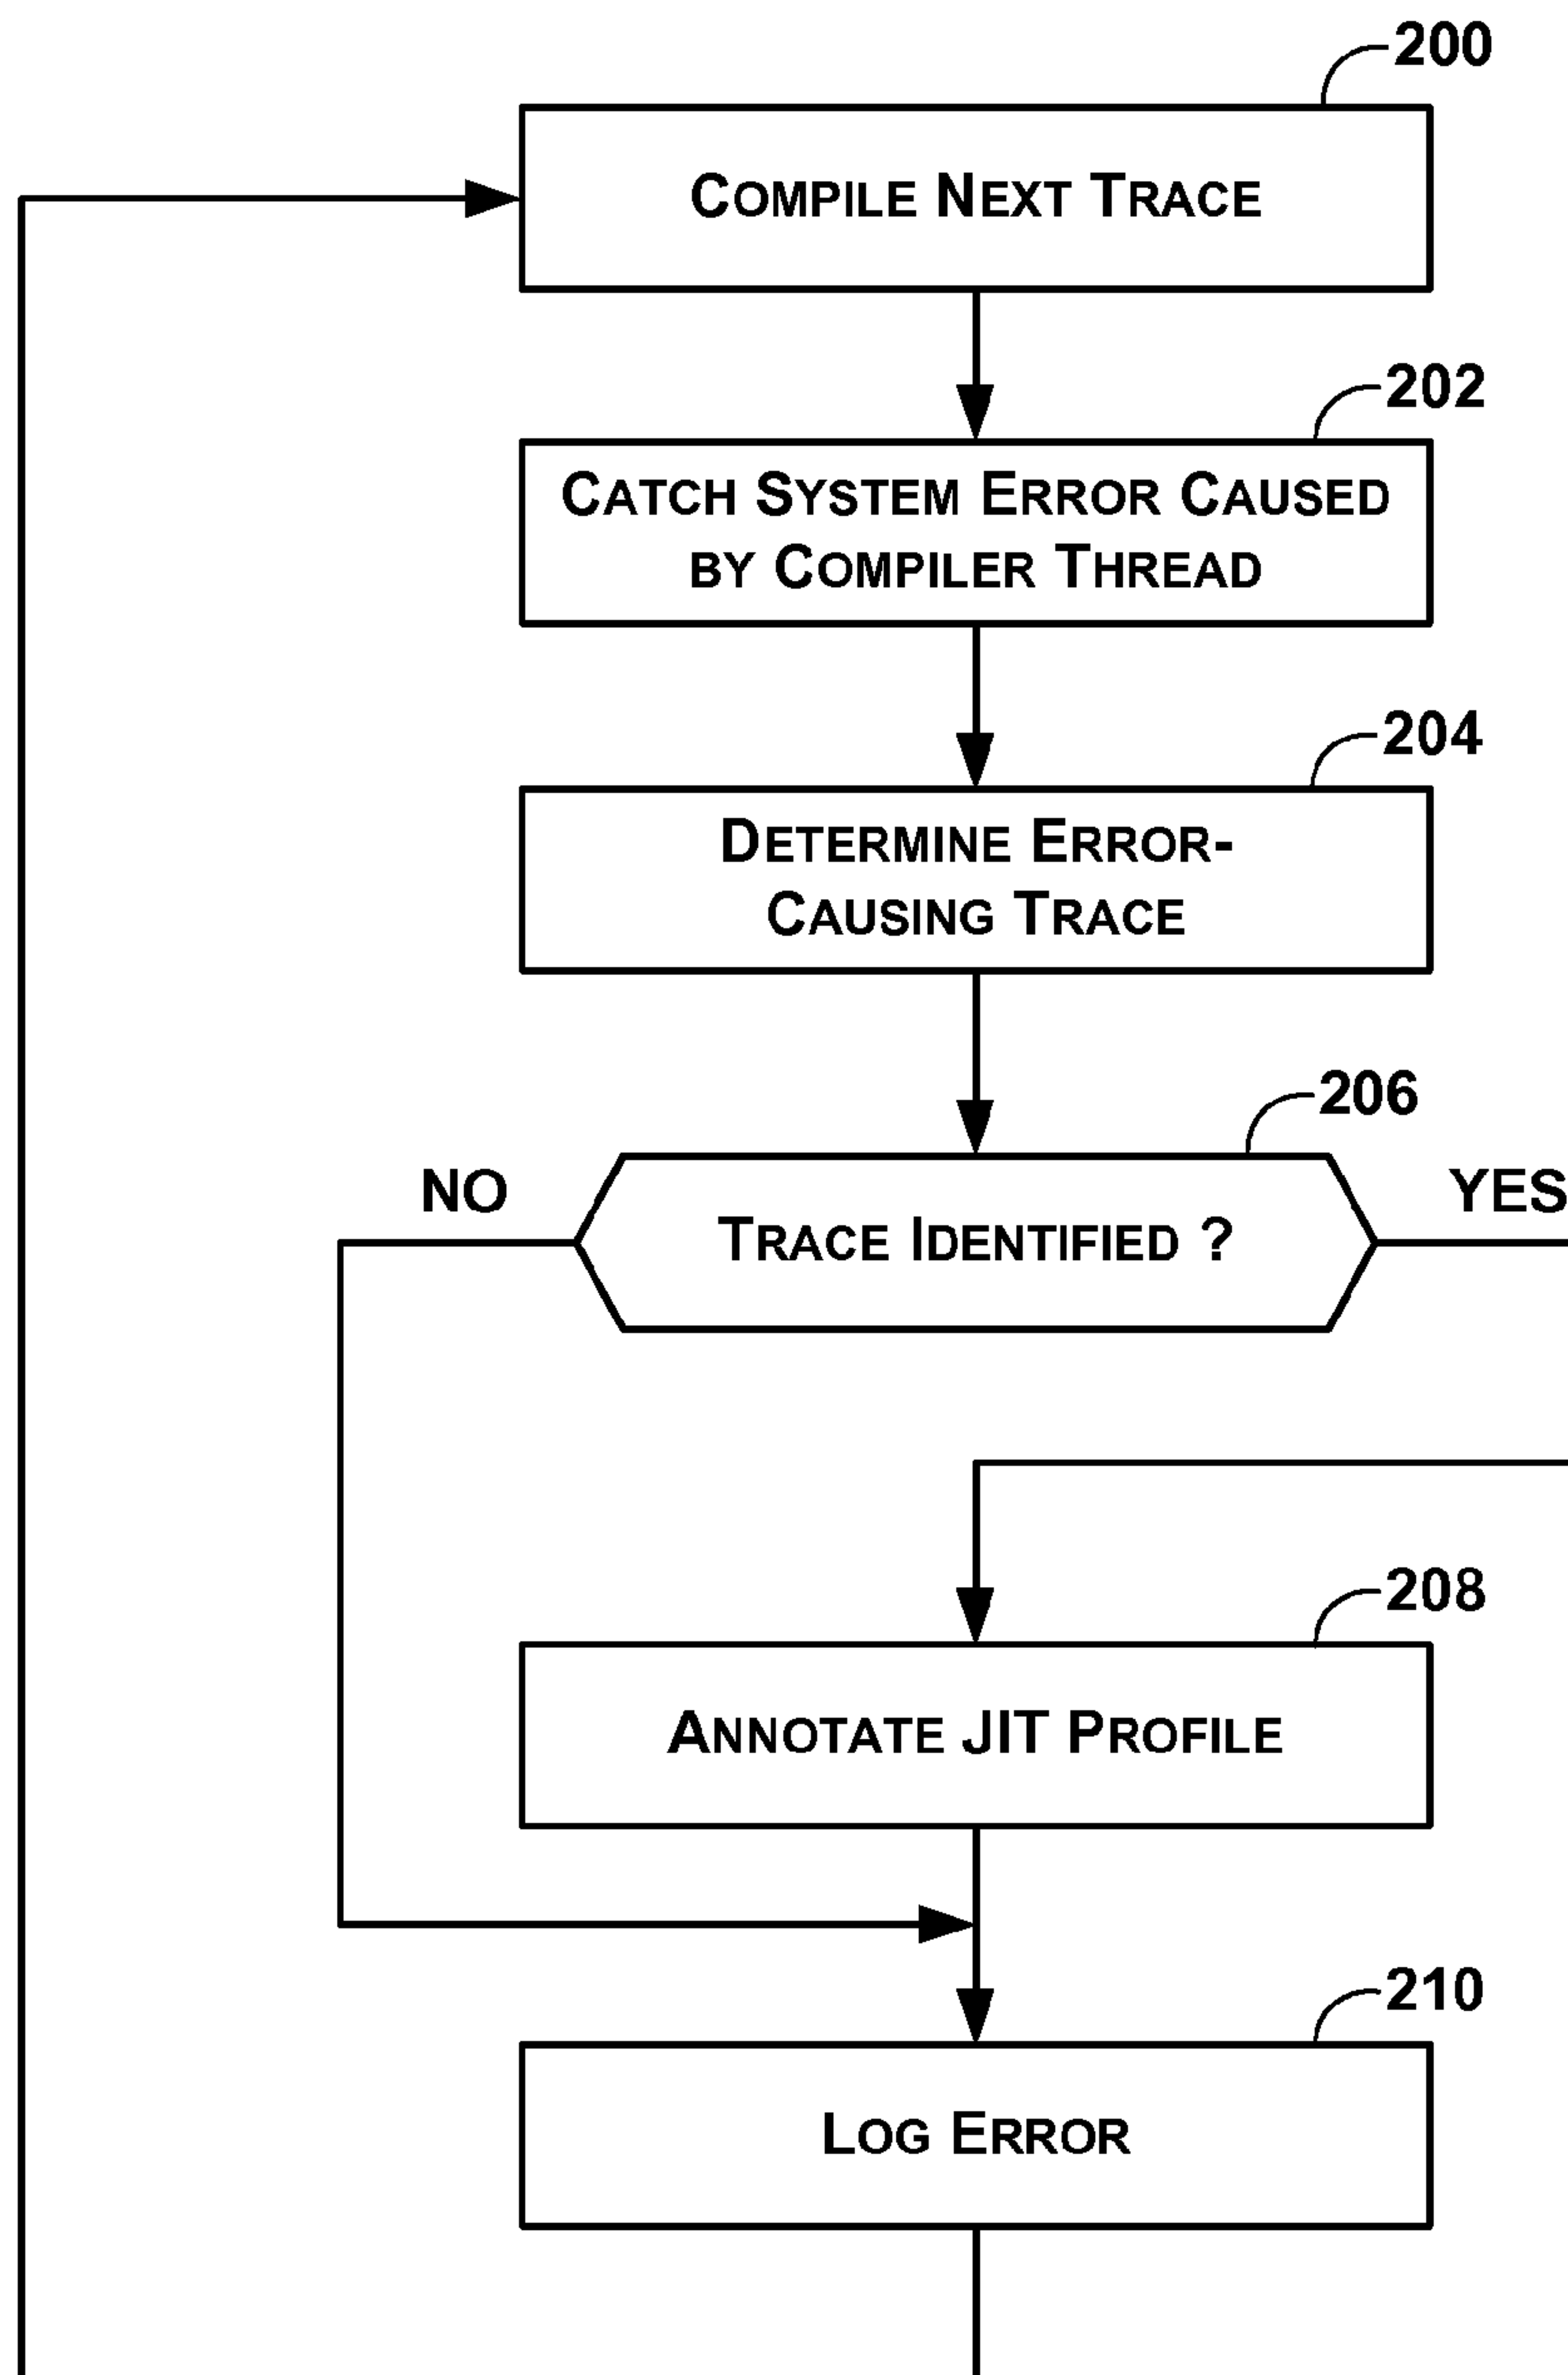 200
COMPILE NEXT TRACE
202
CATCH SYSTEM ERROR CAUSED
BY COMPILER THREAD
204
DETERMINE ERROR-
CAUSING TRACE
206
NO
YES
TRACE IDENTIFIED ?
208
ANNOTATE JIT PROFILE
210
LOG ERROR